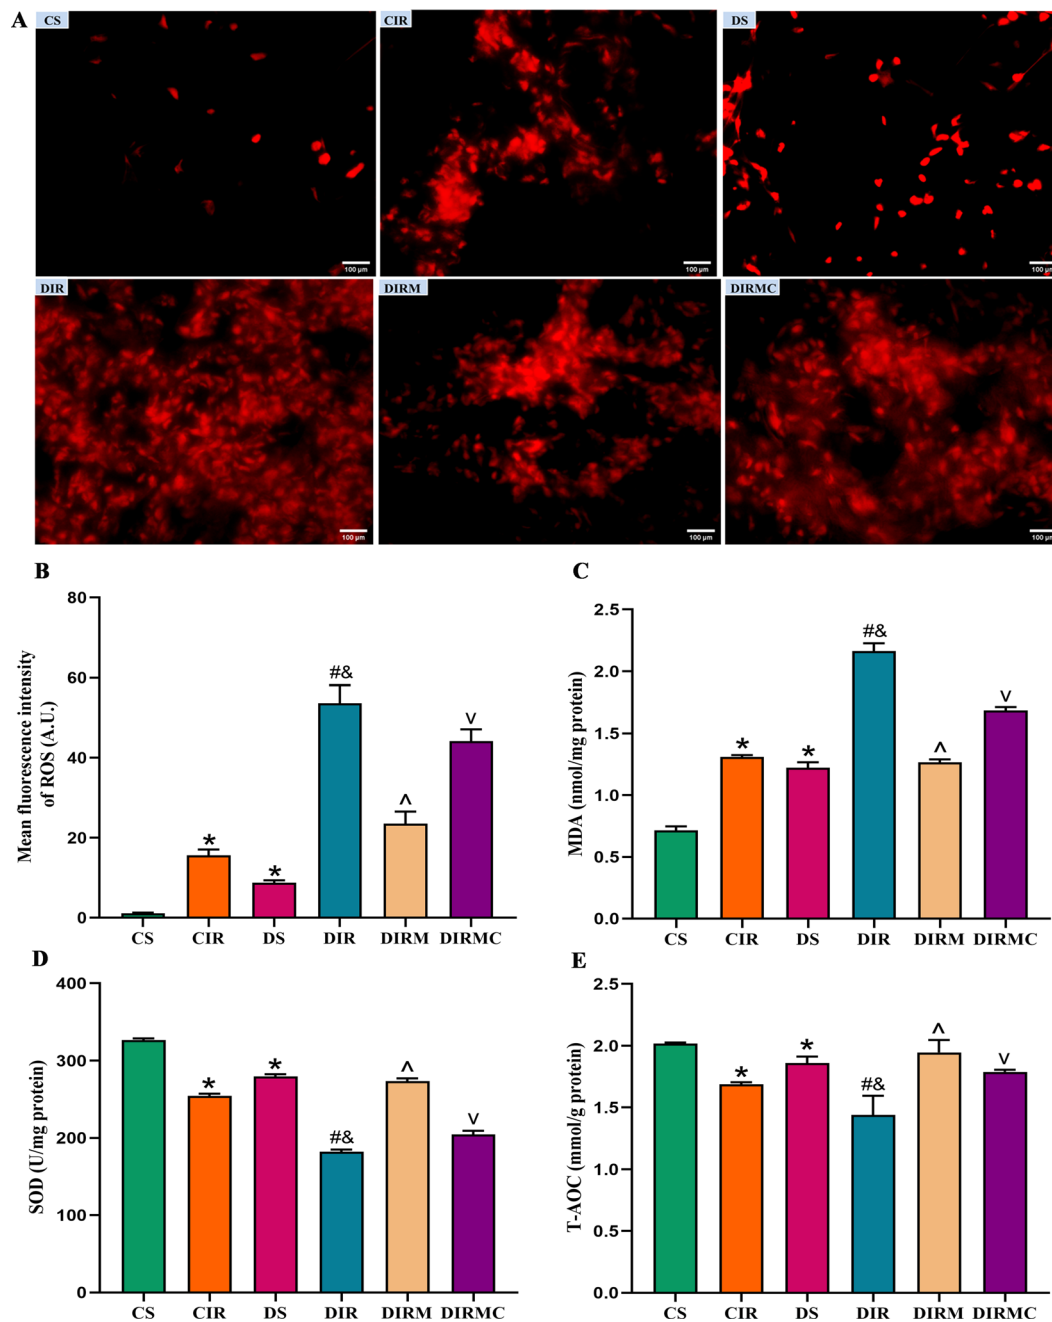 A
CS
CIR
DS
100 µm
100 µm
100 µm
DIR
DIRM
DIRMC
100 µm
100 µm
100 µm
B
Mean fluorescence intensity
of ROS (A.U.)
80
60
40
20
0
*
*
#&
^
v
CS CIR DS DIR DIRM DIRMC
C
MDA (nmol/mg protein)
2.5
2.0
1.5
1.0
0.5
0.0
*
*
#&
^
v
CS CIR DS DIR DIRM DIRMC
D
SOD (U/mg protein)
400
300
200
100
0
*
*
#&
^
v
CS CIR DS DIR DIRM DIRMC
E
T-AOC (mmol/g protein)
2.5
2.0
1.5
1.0
0.5
0.0
*
*
#&
^
v
CS CIR DS DIR DIRM DIRMC